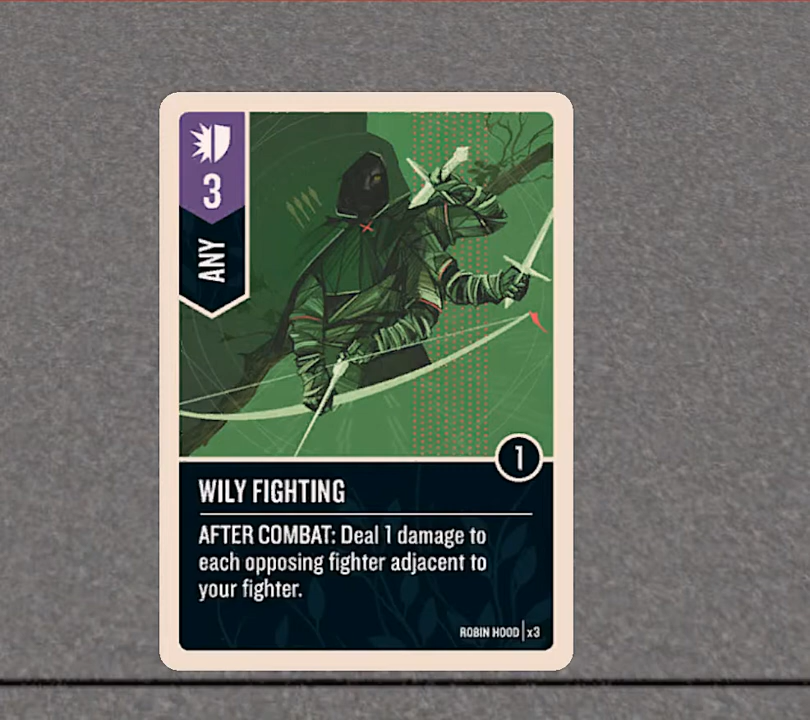 3
ANY
1
WILY FIGHTING
AFTER COMBAT: Deal 1 damage to
each opposing fighter adjacent to
your fighter.
ROBIN HOOD | x3